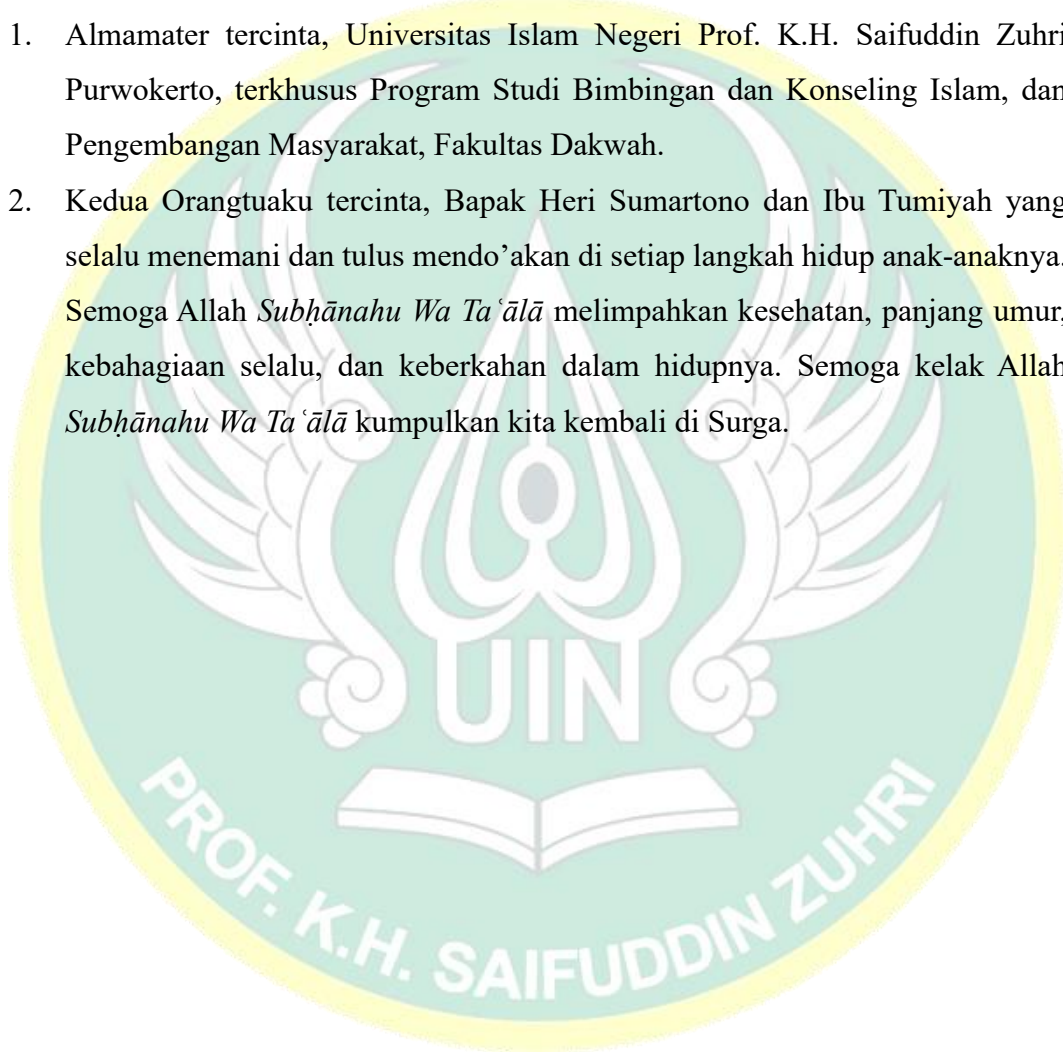 1. Almamater tercinta, Universitas Islam Negeri Prof. K.H. Saifuddin Zuhri
Purwokerto, terkhusus Program Studi Bimbingan dan Konseling Islam, dan
Pengembangan Masyarakat, Fakultas Dakwah.
2. Kedua Orangtuaku tercinta, Bapak Heri Sumartono dan Ibu Tumiyah yang
selalu menemani dan tulus mendo’akan di setiap langkah hidup anak-anaknya.
Semoga Allah Subḥānahu Wa Taʿālā melimpahkan kesehatan, panjang umur,
kebahagiaan selalu, dan keberkahan dalam hidupnya. Semoga kelak Allah
Subḥānahu Wa Taʿālā kumpulkan kita kembali di Surga.
UIN
PROF. K.H. SAIFUDDIN ZUHRI